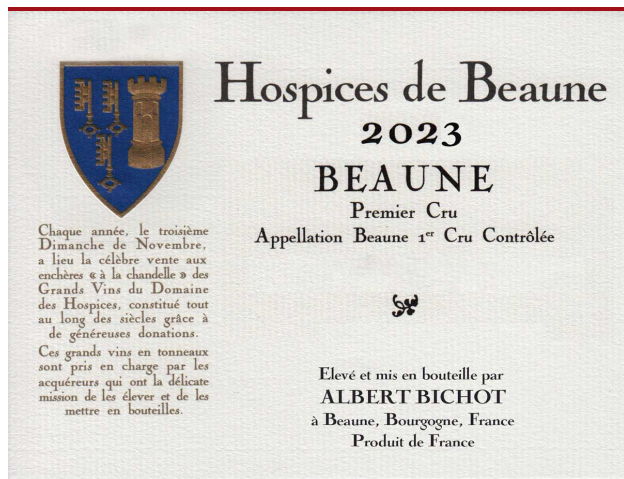 Hospices de Beaune
2023
BEAUNE
Premier Cru
Appellation Beaune 1er Cru Contrôlée
Chaque année, le troisième
Dimanche de Novembre,
a lieu la célèbre vente aux
enchères « à la chandelle » des
Grands Vins du Domaine
des Hospices, constitué tout
au long des siècles grâce à
de généreuses donations.
Ces grands vins en tonneaux
sont pris en charge par les
acquéreurs qui ont la délicate
mission de les élever et de les
mettre en bouteilles.
Elevé et mis en bouteille par
ALBERT BICHOT
à Beaune, Bourgogne, France
Produit de France